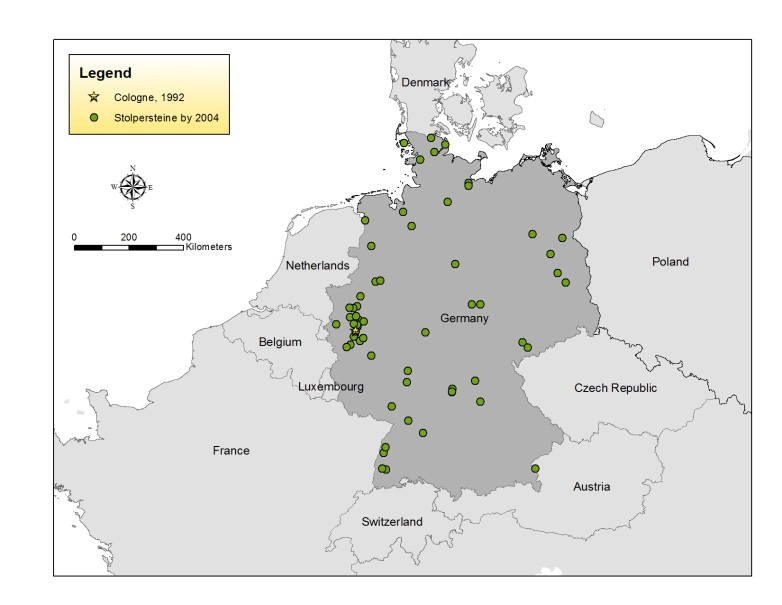 Legend
Cologne, 1992
Stolpersteine by 2004
N
W E
S
0 200 400
Kilometers
Denmark
Netherlands
Poland
Germany
Belgium
Luxembourg
Czech Republic
France
Austria
Switzerland